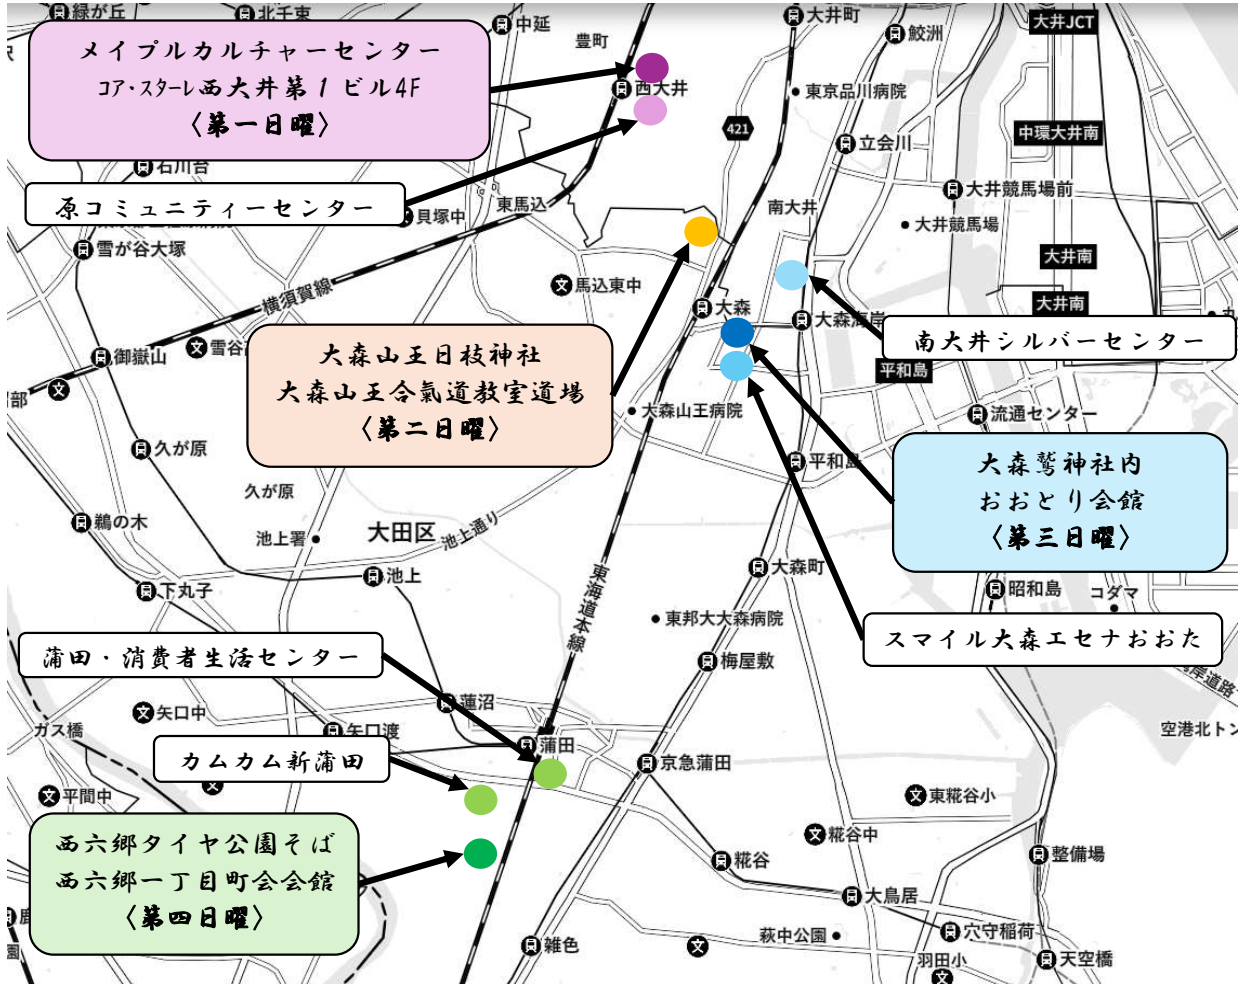 緑が丘
北千束
中延
豊町
大井町
鮫洲
大井JCT
メイプルカルチャーセンター
コア・スターレ西大井第1ビル4F
〈第一日曜〉
西大井
東京品川病院
421
立会川
中環大井南
石川台
原コミュニティーセンター
貝塚中
東馬込
南大井
大井競馬場前
大井競馬場
雪が谷大塚
大井南
馬込東中
横須賀線
大井南
大森
大森海岸
南大井シルバーセンター
御嶽山
雪谷
平和島
大森山王日枝神社
大森山王合氣道教室道場
〈第二日曜〉
部
大森山王病院
流通センター
久が原
平和島
大森鷲神社内
おおとり会館
〈第三日曜〉
久が原
鵜の木
池上署
大田区
池上通り
池上
下丸子
東海道本線
大森町
昭和島
コダマ
東邦大大森病院
スマイル大森エセナおおた
蒲田・消費者生活センター
梅屋敷
海岸道路
蓮沼
矢口中
ガス橋
矢口渡
空港北トン
蒲田
カムカム新蒲田
京急蒲田
平間中
東糀谷小
西六郷タイヤ公園そば
西六郷一丁目町会会館
〈第四日曜〉
糀谷中
糀谷
整備場
大鳥居
雑色
萩中公園
穴守稲荷
羽田小
天空橋
園